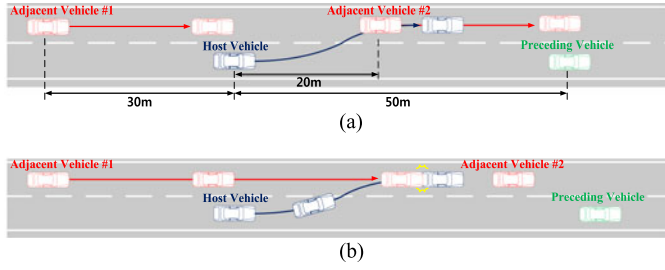 Adjacent Vehicle #1
Adjacent Vehicle #2
Host Vehicle
Preceding Vehicle
20m
30m
50m
(a)
Adjacent Vehicle #1
Adjacent Vehicle #2
Host Vehicle
Preceding Vehicle
(b)